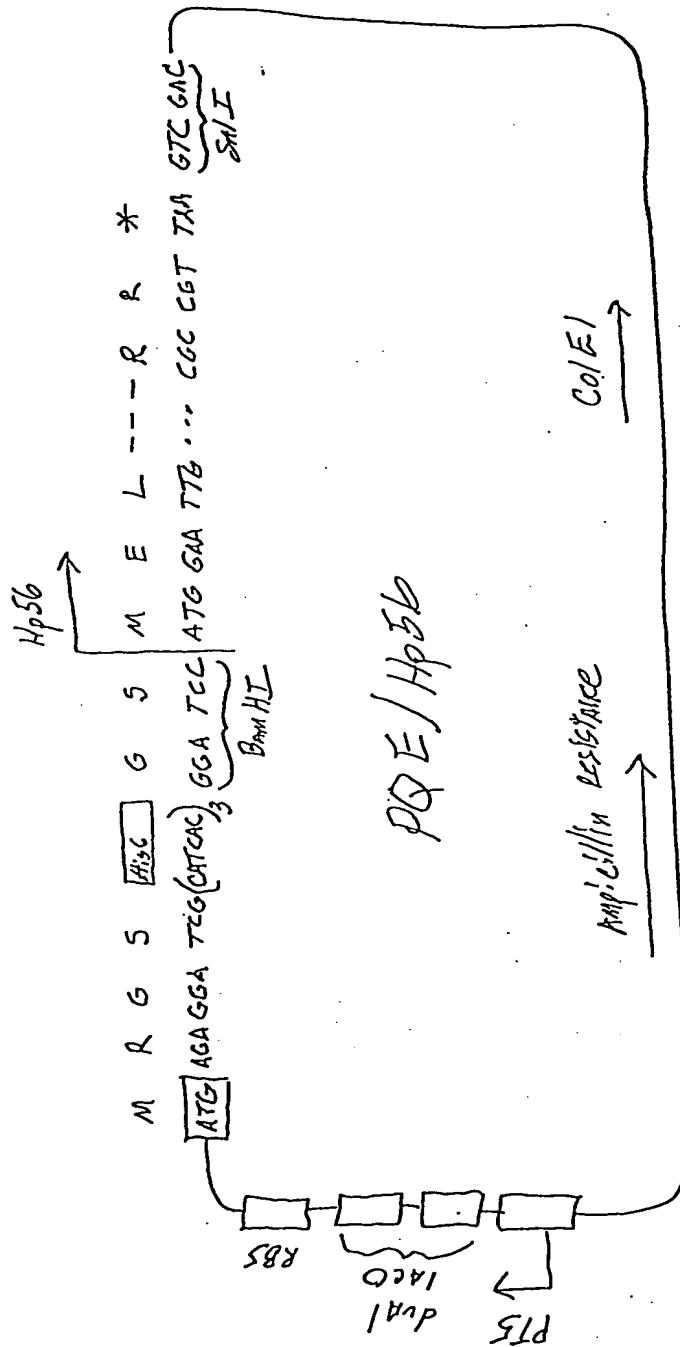 Hp56
M R G S His6 G S M E L --- R R *
ATG AGA GGA TCG (CATCAC)3 GGA TCC ATG GAA TTG ... CGC CGT TAA GTC GAC
BamHI
SalI
RBS
dual lacO
PT5
PQE/Hp56
Ampicillin resistance
ColE1